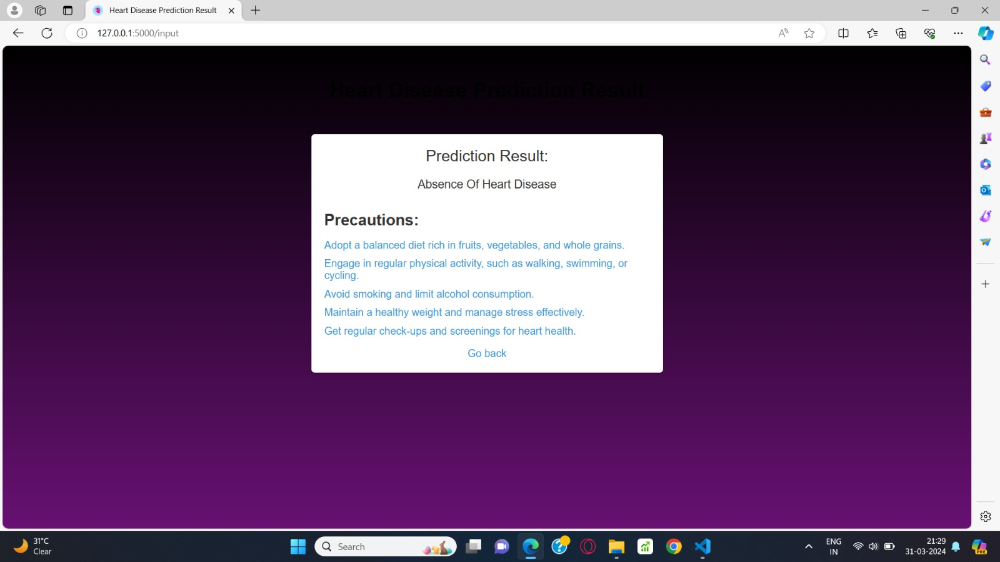 Heart Disease Prediction Result
127.0.0.1:5000/input
Heart Disease Prediction Result
Prediction Result:
Absence Of Heart Disease
Precautions:
Adopt a balanced diet rich in fruits, vegetables, and whole grains.
Engage in regular physical activity, such as walking, swimming, or
cycling.
Avoid smoking and limit alcohol consumption.
Maintain a healthy weight and manage stress effectively.
Get regular check-ups and screenings for heart health.
Go back
31°C
Clear
Search
ENG
IN
21:29
31-03-2024
PRE